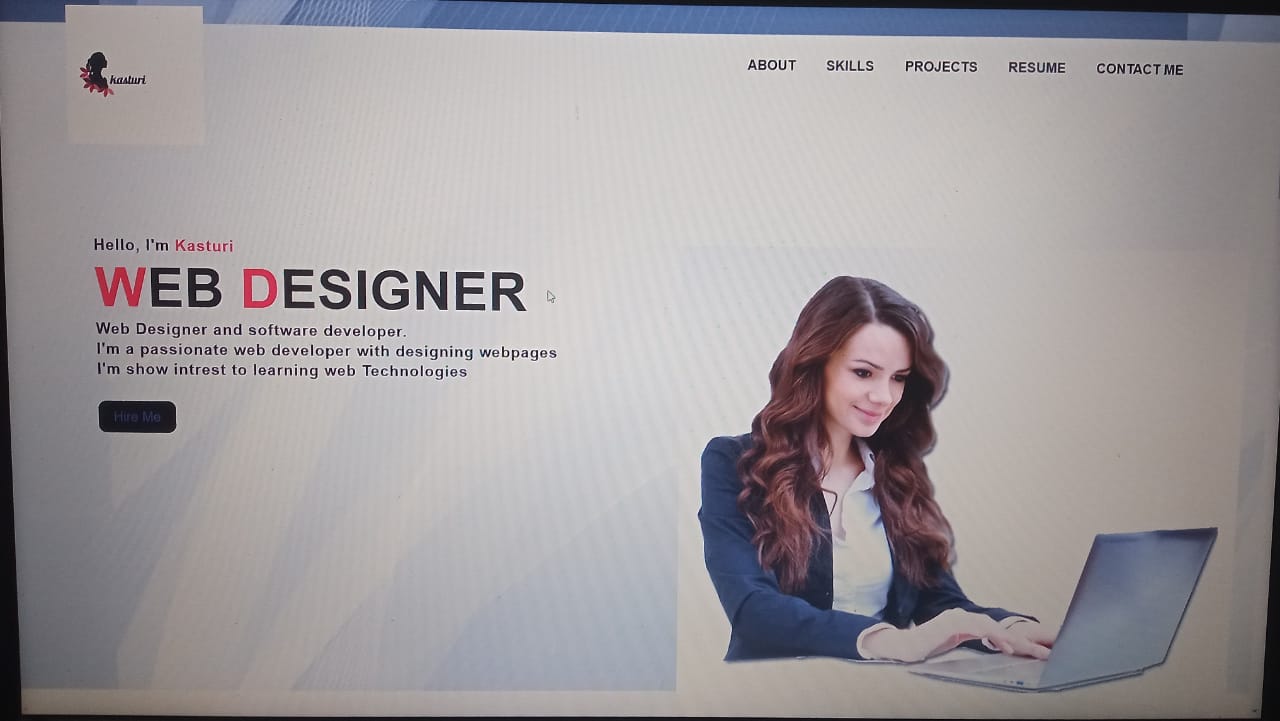 kasturi
ABOUT SKILLS PROJECTS RESUME CONTACT ME
Hello, I'm Kasturi
WEB DESIGNER
Web Designer and software developer.
I'm a passionate web developer with designing webpages
I'm show intrest to learning web Technologies
Hire Me